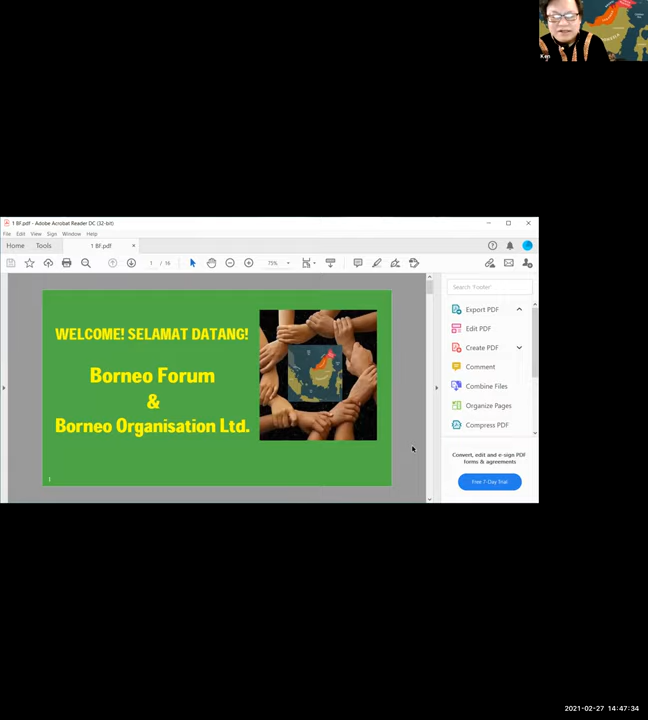 Ken
1 BF.pdf - Adobe Acrobat Reader DC (32-bit)
File Edit View Sign Window Help
Home Tools 1 BF.pdf ×
1 / 16 75%
WELCOME! SELAMAT DATANG!
Borneo Forum
&
Borneo Organisation Ltd.
1
Search 'Footer'
Export PDF
Edit PDF
Create PDF
Comment
Combine Files
Organize Pages
Compress PDF
Convert, edit and e-sign PDF
forms & agreements
Free 7-Day Trial
2021-02-27 14:47:34